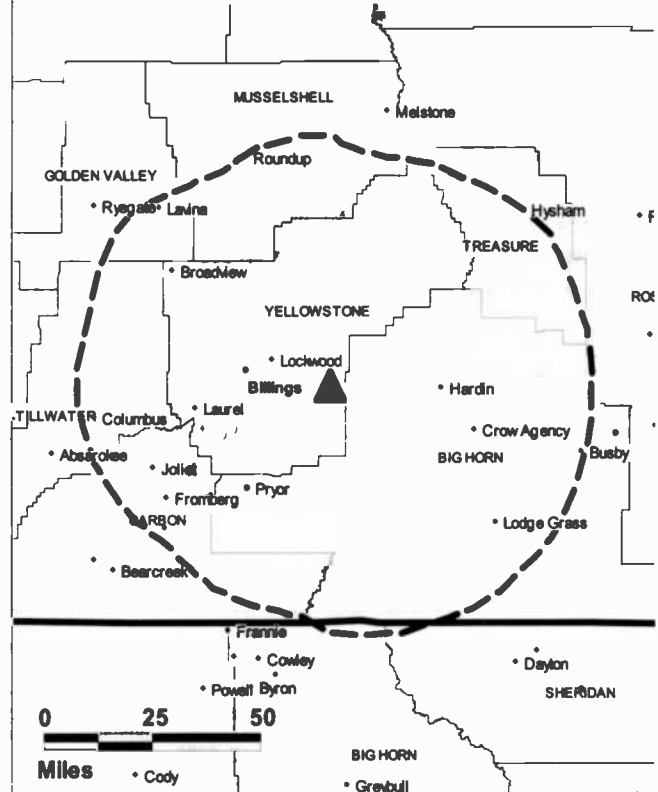 MUSSELSHELL
Melstone
Roundup
GOLDEN VALLEY
Ryegate
Lavina
Hysham
TREASURE
Broadview
ROS
YELLOWSTONE
Lockwood
Billings
Hardin
Laurel
TILLWATER
Columbus
Crow Agency
Absarokee
BIG HORN
Busby
Joliet
Pryor
Fromberg
CARBON
Lodge Grass
Bearcreek
Frannie
Cowley
Dayton
Powell
Byron
SHERIDAN
0 25 50
BIG HORN
Miles
Cody
Greybull